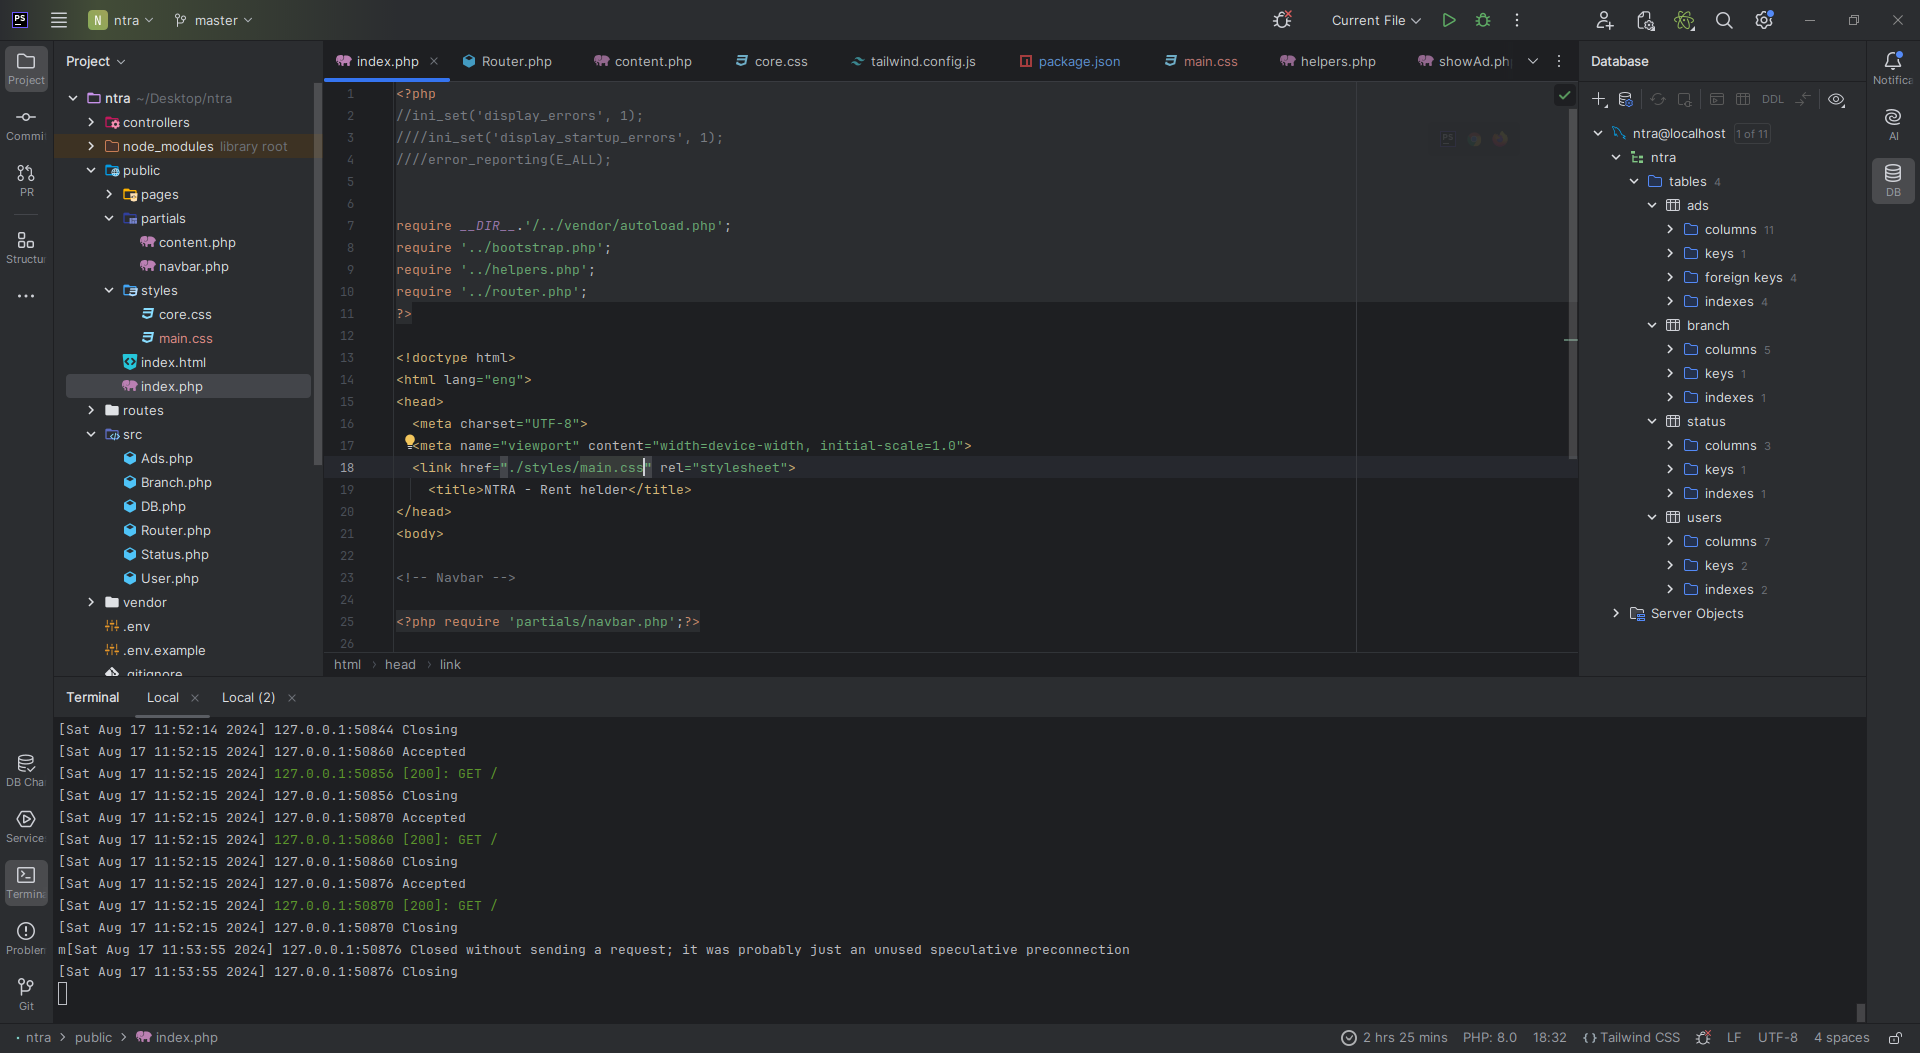 PS
N ntra
master
Current File
Project
Commi
PR
Structu
DB Cha
Service
Termina
Problem
Git
Project
ntra ~/Desktop/ntra
controllers
node_modules library root
public
pages
partials
content.php
navbar.php
styles
core.css
main.css
index.html
index.php
routes
src
Ads.php
Branch.php
DB.php
Router.php
Status.php
User.php
vendor
.env
.env.example
.gitignore
index.php
Router.php
content.php
core.css
tailwind.config.js
package.json
main.css
helpers.php
showAd.ph
1 <?php
2 //ini_set('display_errors', 1);
3 ////ini_set('display_startup_errors', 1);
4 ////error_reporting(E_ALL);
5
6
7 require __DIR__.'/../vendor/autoload.php';
8 require '../bootstrap.php';
9 require '../helpers.php';
10 require '../router.php';
11 ?>
12
13 <!doctype html>
14 <html lang="eng">
15 <head>
16 <meta charset="UTF-8">
17 <meta name="viewport" content="width=device-width, initial-scale=1.0">
18 <link href="./styles/main.css" rel="stylesheet">
19 <title>NTRA - Rent helder</title>
20 </head>
21 <body>
22
23 <!-- Navbar -->
24
25 <?php require 'partials/navbar.php';?>
26
html
head
link
Database
DDL
ntra@localhost 1 of 11
ntra
tables 4
ads
columns 11
keys 1
foreign keys 4
indexes 4
branch
columns 5
keys 1
indexes 1
status
columns 3
keys 1
indexes 1
users
columns 7
keys 2
indexes 2
Server Objects
Notifica
AI
DB
Terminal
Local
Local (2)
[Sat Aug 17 11:52:14 2024] 127.0.0.1:50844 Closing
[Sat Aug 17 11:52:15 2024] 127.0.0.1:50860 Accepted
[Sat Aug 17 11:52:15 2024] 127.0.0.1:50856 [200]: GET /
[Sat Aug 17 11:52:15 2024] 127.0.0.1:50856 Closing
[Sat Aug 17 11:52:15 2024] 127.0.0.1:50870 Accepted
[Sat Aug 17 11:52:15 2024] 127.0.0.1:50860 [200]: GET /
[Sat Aug 17 11:52:15 2024] 127.0.0.1:50860 Closing
[Sat Aug 17 11:52:15 2024] 127.0.0.1:50876 Accepted
[Sat Aug 17 11:52:15 2024] 127.0.0.1:50870 [200]: GET /
[Sat Aug 17 11:52:15 2024] 127.0.0.1:50870 Closing
m[Sat Aug 17 11:53:55 2024] 127.0.0.1:50876 Closed without sending a request; it was probably just an unused speculative preconnection
[Sat Aug 17 11:53:55 2024] 127.0.0.1:50876 Closing
ntra
public
index.php
2 hrs 25 mins
PHP: 8.0
18:32
{} Tailwind CSS
LF
UTF-8
4 spaces